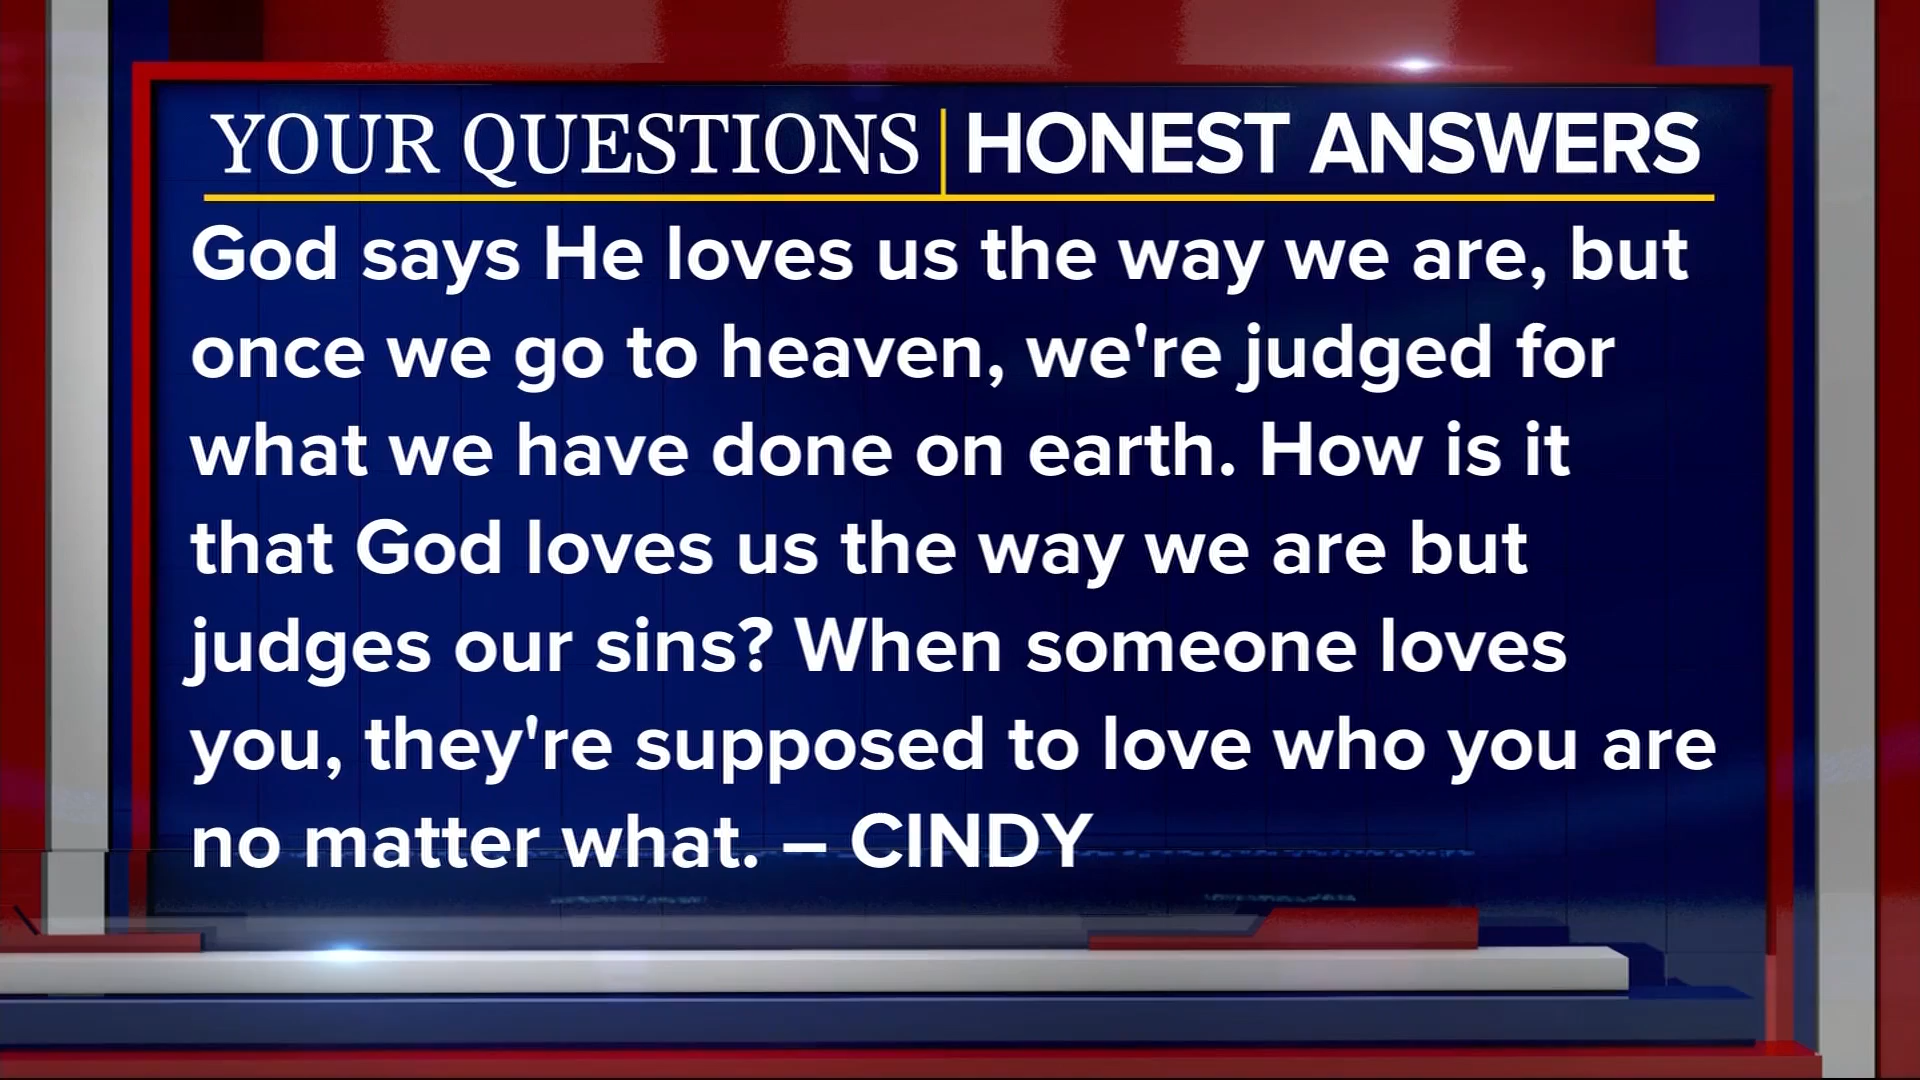 YOUR QUESTIONS | HONEST ANSWERS
God says He loves us the way we are, but
once we go to heaven, we're judged for
what we have done on earth. How is it
that God loves us the way we are but
judges our sins? When someone loves
you, they're supposed to love who you are
no matter what. – CINDY